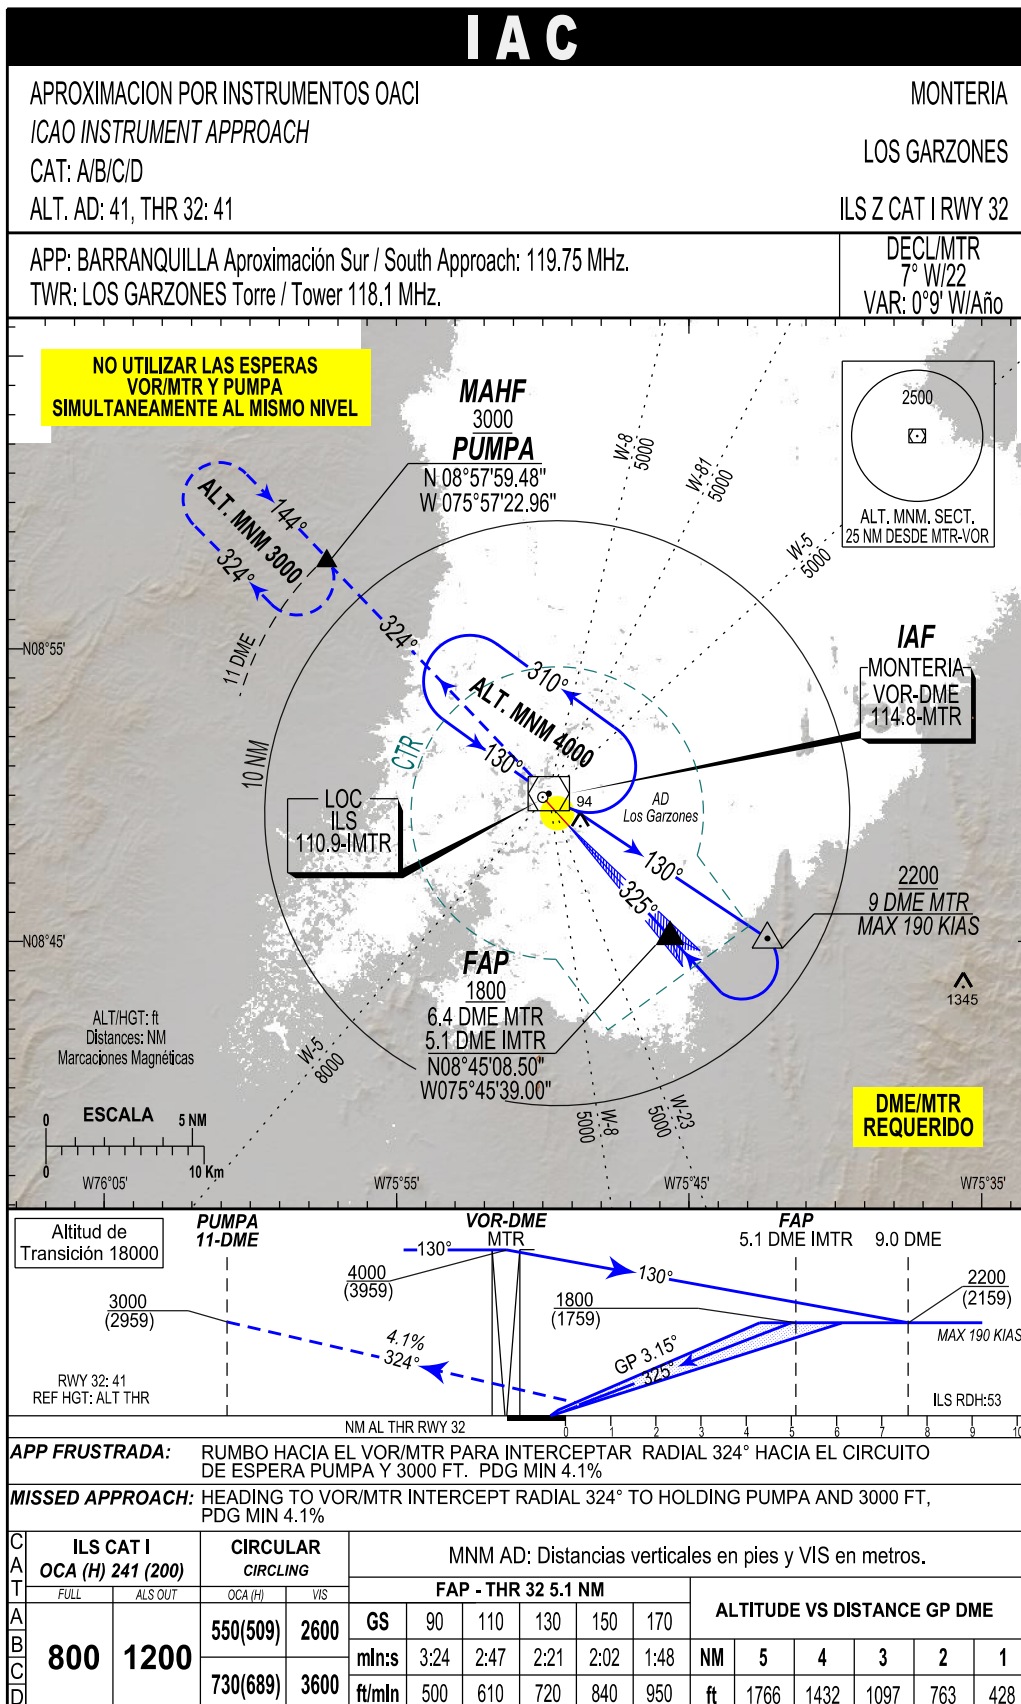 IAC
APROXIMACION POR INSTRUMENTOS OACI
ICAO INSTRUMENT APPROACH
CAT: A/B/C/D
ALT. AD: 41, THR 32: 41
MONTERIA
LOS GARZONES
ILS Z CAT I RWY 32
APP: BARRANQUILLA Aproximación Sur / South Approach: 119.75 MHz.
TWR: LOS GARZONES Torre / Tower 118.1 MHz.
DECL/MTR
7° W/22
VAR: 0°9' W/Año
NO UTILIZAR LAS ESPERAS
VOR/MTR Y PUMPA
SIMULTANEAMENTE AL MISMO NIVEL
MAHF
3000
PUMPA
N 08°57'59.48"
W 075°57'22.96"
W-8
5000
W-81
5000
W-5
5000
2500
ALT. MNM. SECT.
25 NM DESDE MTR-VOR
ALT. MNM 3000
144°
324°
11 DME
324°
N08°55'
IAF
MONTERIA
VOR-DME
114.8-MTR
310°
ALT. MNM 4000
130°
CTR
10 NM
LOC
ILS
110.9-IMTR
94
AD
Los Garzones
130°
325°
2200
9 DME MTR
MAX 190 KIAS
N08°45'
FAP
1800
6.4 DME MTR
5.1 DME IMTR
N08°45'08.50"
W075°45'39.00"
1345
ALT/HGT: ft
Distances: NM
Marcaciones Magnéticas
W-5
8000
W-8
5000
W-23
5000
DME/MTR
REQUERIDO
ESCALA
0 5 NM
0 10 Km
W76°05' W75°55' W75°45' W75°35'
Altitud de
Transición 18000
PUMPA
11-DME
VOR-DME
MTR
FAP
5.1 DME IMTR
9.0 DME
130°
130°
4000
(3959)
3000
(2959)
1800
(1759)
2200
(2159)
MAX 190 KIAS
4.1%
324°
GP 3.15°
325°
RWY 32: 41
REF HGT: ALT THR
ILS RDH:53
NM AL THR RWY 32
0 1 2 3 4 5 6 7 8 9 10
APP FRUSTRADA: RUMBO HACIA EL VOR/MTR PARA INTERCEPTAR RADIAL 324° HACIA EL CIRCUITO
DE ESPERA PUMPA Y 3000 FT. PDG MIN 4.1%
MISSED APPROACH: HEADING TO VOR/MTR INTERCEPT RADIAL 324° TO HOLDING PUMPA AND 3000 FT,
PDG MIN 4.1%
CAT
ILS CAT I
OCA (H) 241 (200)
CIRCULAR
CIRCLING
MNM AD: Distancias verticales en pies y VIS en metros.
FULL ALS OUT OCA (H) VIS
FAP - THR 32 5.1 NM
ALTITUDE VS DISTANCE GP DME
A
B
C
D
800 1200
550(509) 2600
730(689) 3600
GS 90 110 130 150 170
min:s 3:24 2:47 2:21 2:02 1:48
ft/min 500 610 720 840 950
NM 5 4 3 2 1
ft 1766 1432 1097 763 428